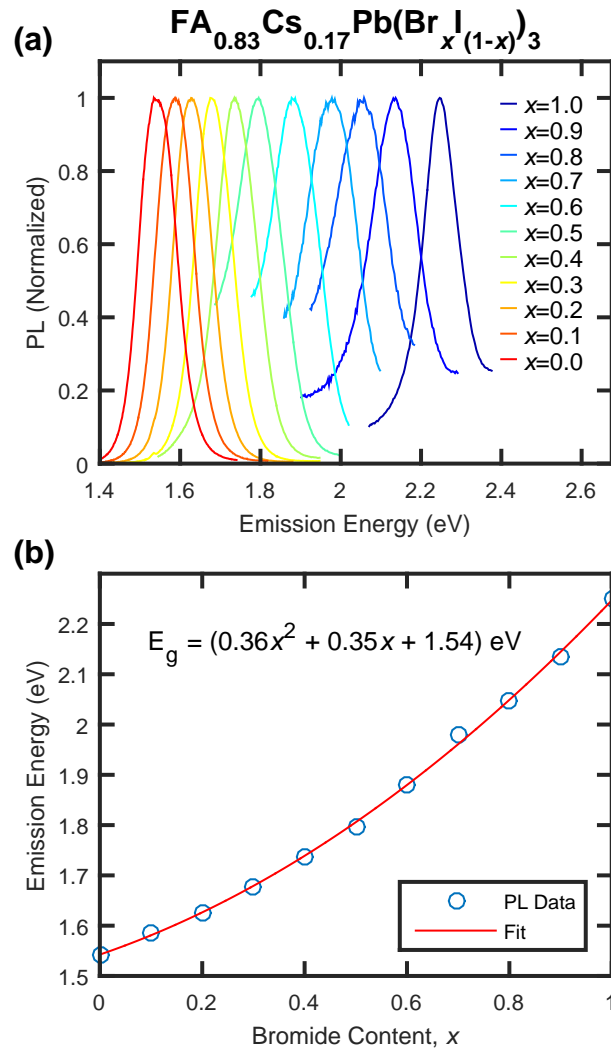 (a)
FA0.83Cs0.17Pb(BrxI(1-x))3
PL (Normalized)
1
0.8
0.6
0.4
0.2
0
x=1.0
x=0.9
x=0.8
x=0.7
x=0.6
x=0.5
x=0.4
x=0.3
x=0.2
x=0.1
x=0.0
1.4 1.6 1.8 2 2.2 2.4 2.6
Emission Energy (eV)
(b)
Emission Energy (eV)
2.2
2.1
2
1.9
1.8
1.7
1.6
1.5
Eg = (0.36x2 + 0.35x + 1.54) eV
PL Data
Fit
0 0.2 0.4 0.6 0.8 1
Bromide Content, x